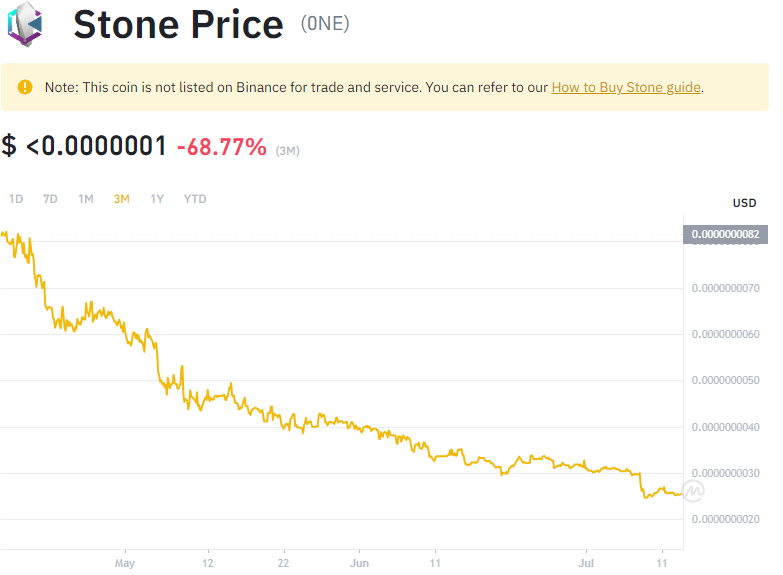 Stone Price (0NE)
Note: This coin is not listed on Binance for trade and service. You can refer to our How to Buy Stone guide.
$ <0.0000001 -68.77% (3M)
1D 7D 1M 3M 1Y YTD
USD
0.0000000082
0.0000000070
0.0000000060
0.0000000050
0.0000000040
0.0000000030
0.0000000020
May 12 22 Jun 11 Jul 11